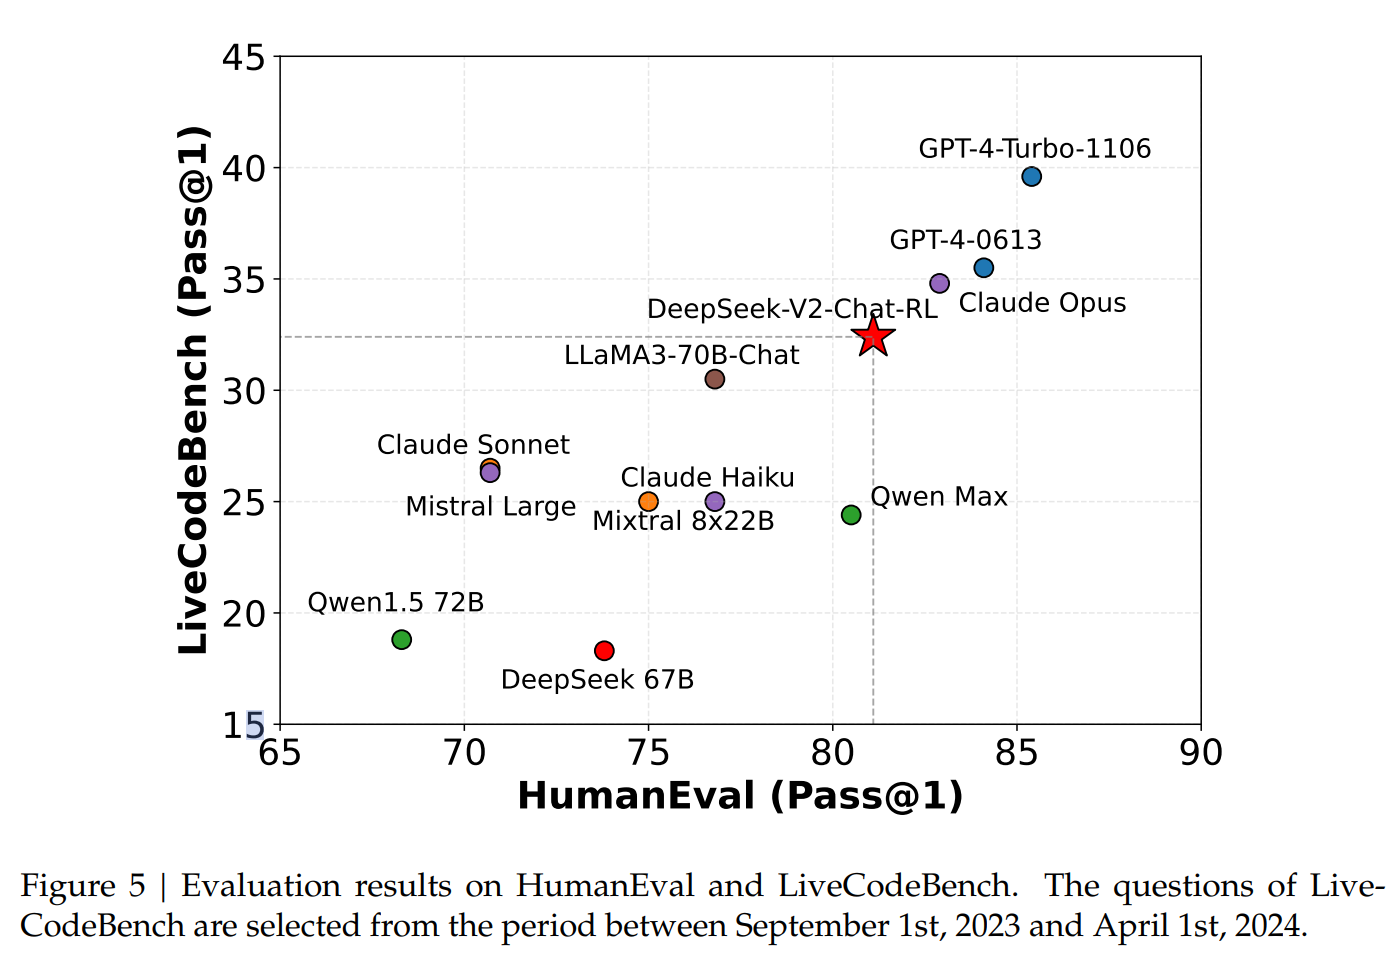 45
GPT-4-Turbo-1106
40
GPT-4-0613
35
Claude Opus
DeepSeek-V2-Chat-RL
LLaMA3-70B-Chat
30
Claude Sonnet
Claude Haiku
Qwen Max
25
Mistral Large
Mixtral 8x22B
Qwen1.5 72B
20
DeepSeek 67B
15
LiveCodeBench (Pass@1)
65 70 75 80 85 90
HumanEval (Pass@1)
Figure 5 | Evaluation results on HumanEval and LiveCodeBench. The questions of Live-
CodeBench are selected from the period between September 1st, 2023 and April 1st, 2024.